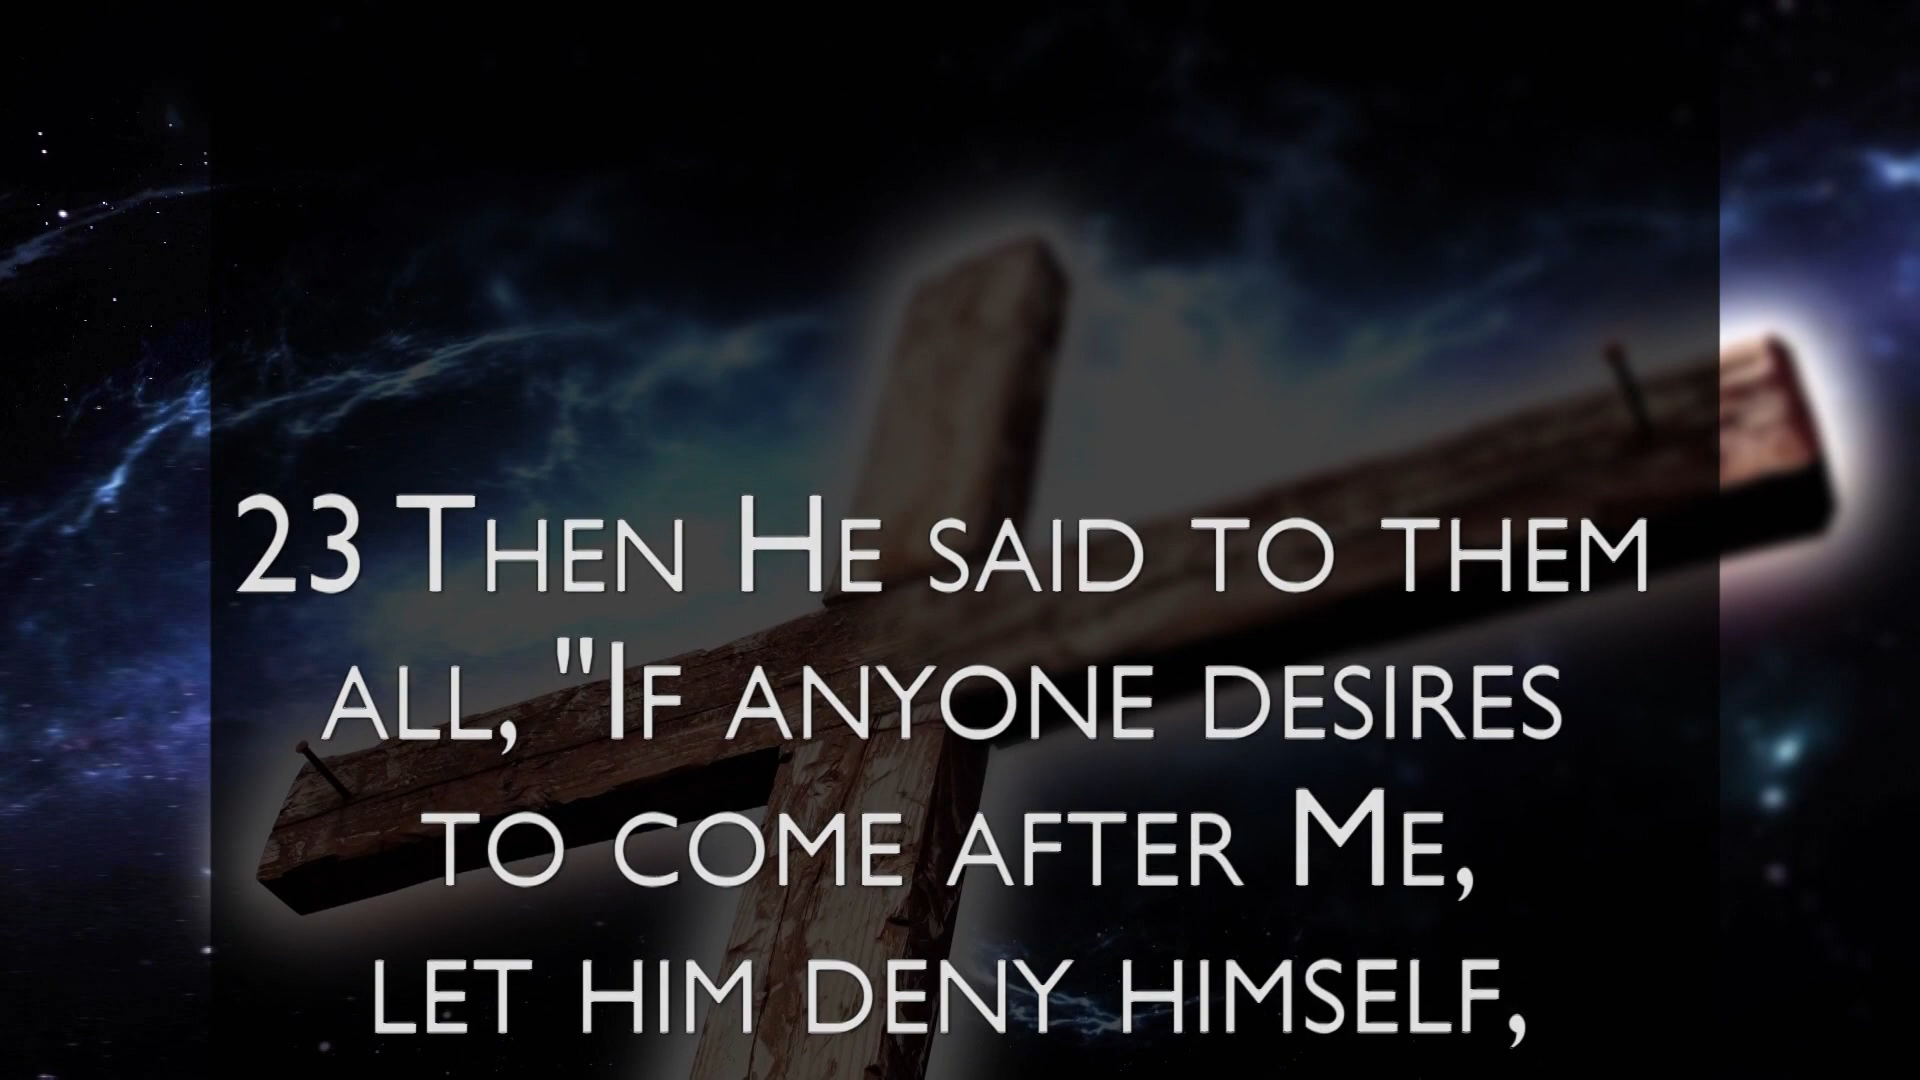 23 Then He said to them
all, "If anyone desires
to come after Me,
let him deny himself,